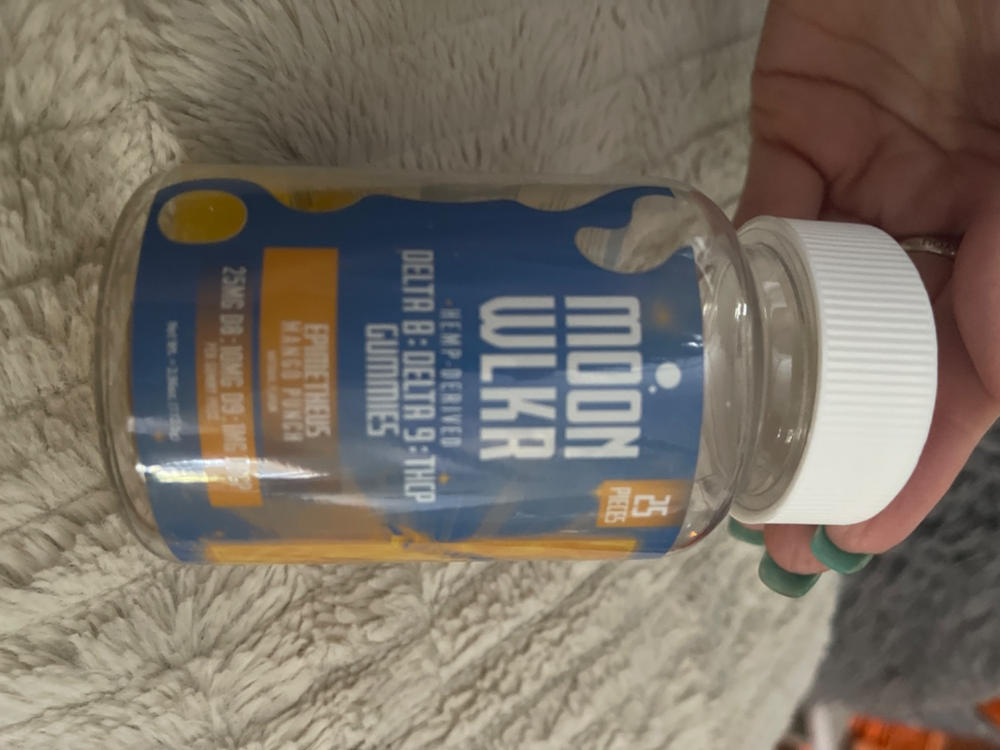 MOON
WLKR
25
PIECES
·HEMP-DERIVED
DELTA 8:DELTA 9:THCP
GUMMIES
EPIMETHEUS
MANGO PUNCH
25MG D8:10MG D9:1MG